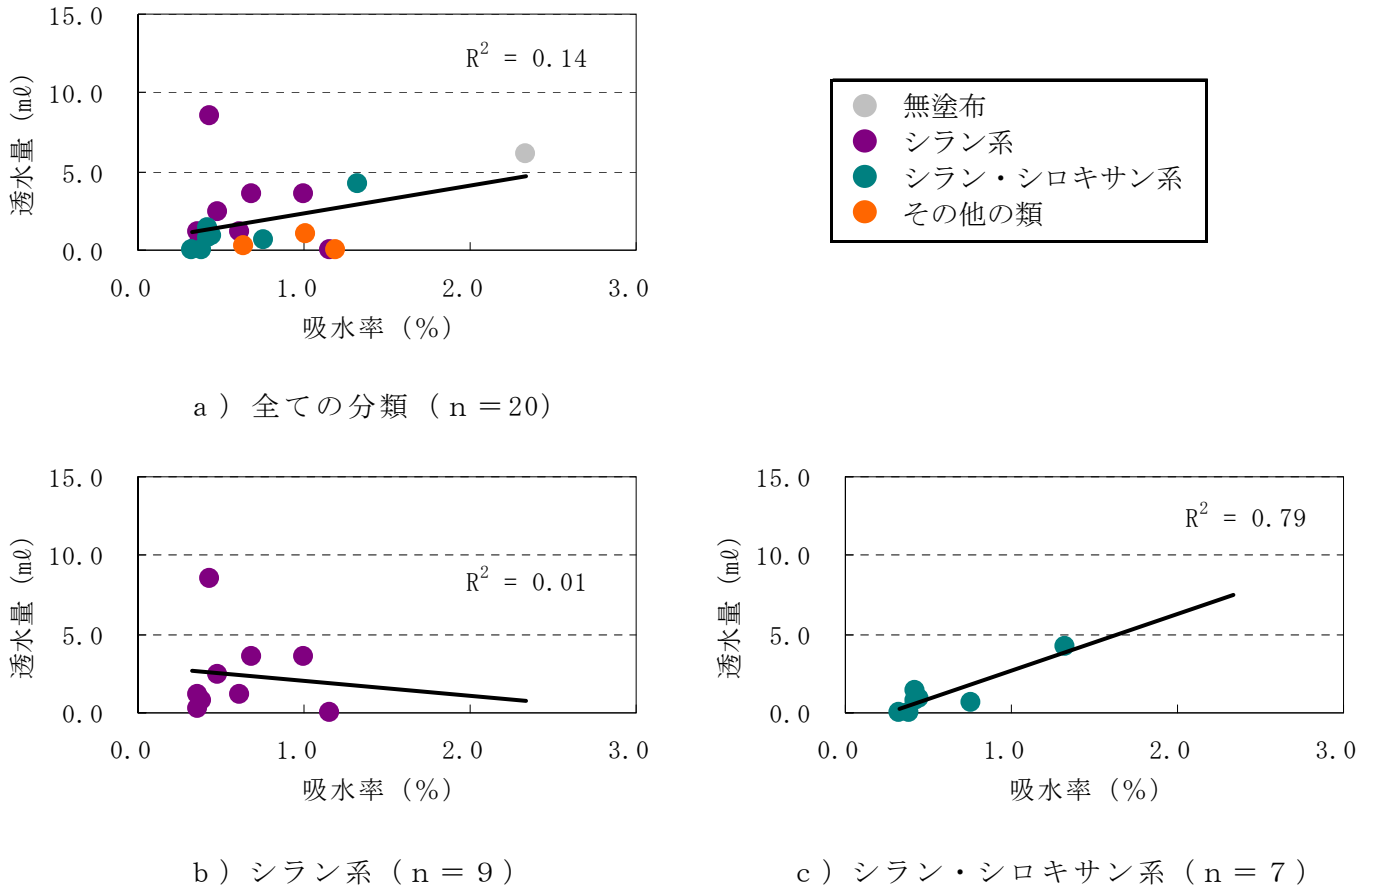 15.0
10.0
5.0
0.0
透水量（mℓ）
R² = 0.14
0.0 1.0 2.0 3.0
吸水率（%）
a）全ての分類（n＝20）
無塗布
シラン系
シラン・シロキサン系
その他の類
15.0
10.0
5.0
0.0
透水量（mℓ）
R² = 0.01
0.0 1.0 2.0 3.0
吸水率（%）
b）シラン系（n＝9）
15.0
10.0
5.0
0.0
透水量（mℓ）
R² = 0.79
0.0 1.0 2.0 3.0
吸水率（%）
c）シラン・シロキサン系（n＝7）